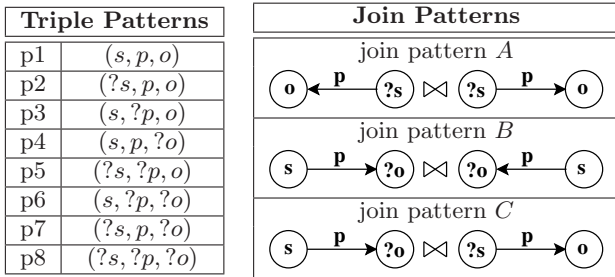 Triple Patterns
p1 (s, p, o)
p2 (?s, p, o)
p3 (s, ?p, o)
p4 (s, p, ?o)
p5 (?s, ?p, o)
p6 (s, ?p, ?o)
p7 (?s, p, ?o)
p8 (?s, ?p, ?o)
Join Patterns
join pattern A
o p ?s ⋈ ?s p o
join pattern B
s p ?o ⋈ ?o p s
join pattern C
s p ?o ⋈ ?s p o